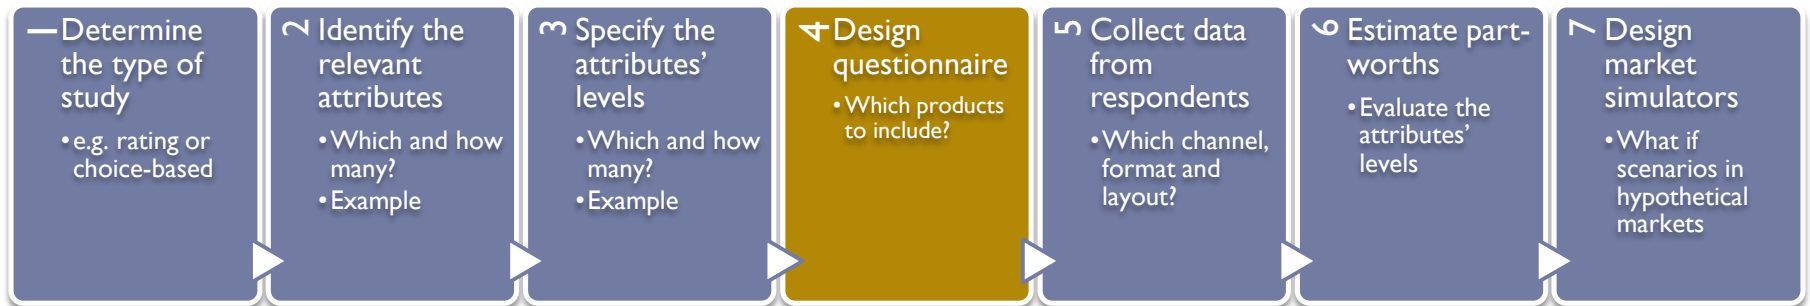 1
Determine
the type of
study
•e.g. rating or
choice-based
2
Identify the
relevant
attributes
•Which and how
many?
•Example
3
Specify the
attributes’
levels
•Which and how
many?
•Example
4
Design
questionnaire
•Which products
to include?
5
Collect data
from
respondents
•Which channel,
format and
layout?
6
Estimate part-
worths
•Evaluate the
attributes’
levels
7
Design
market
simulators
•What if
scenarios in
hypothetical
markets